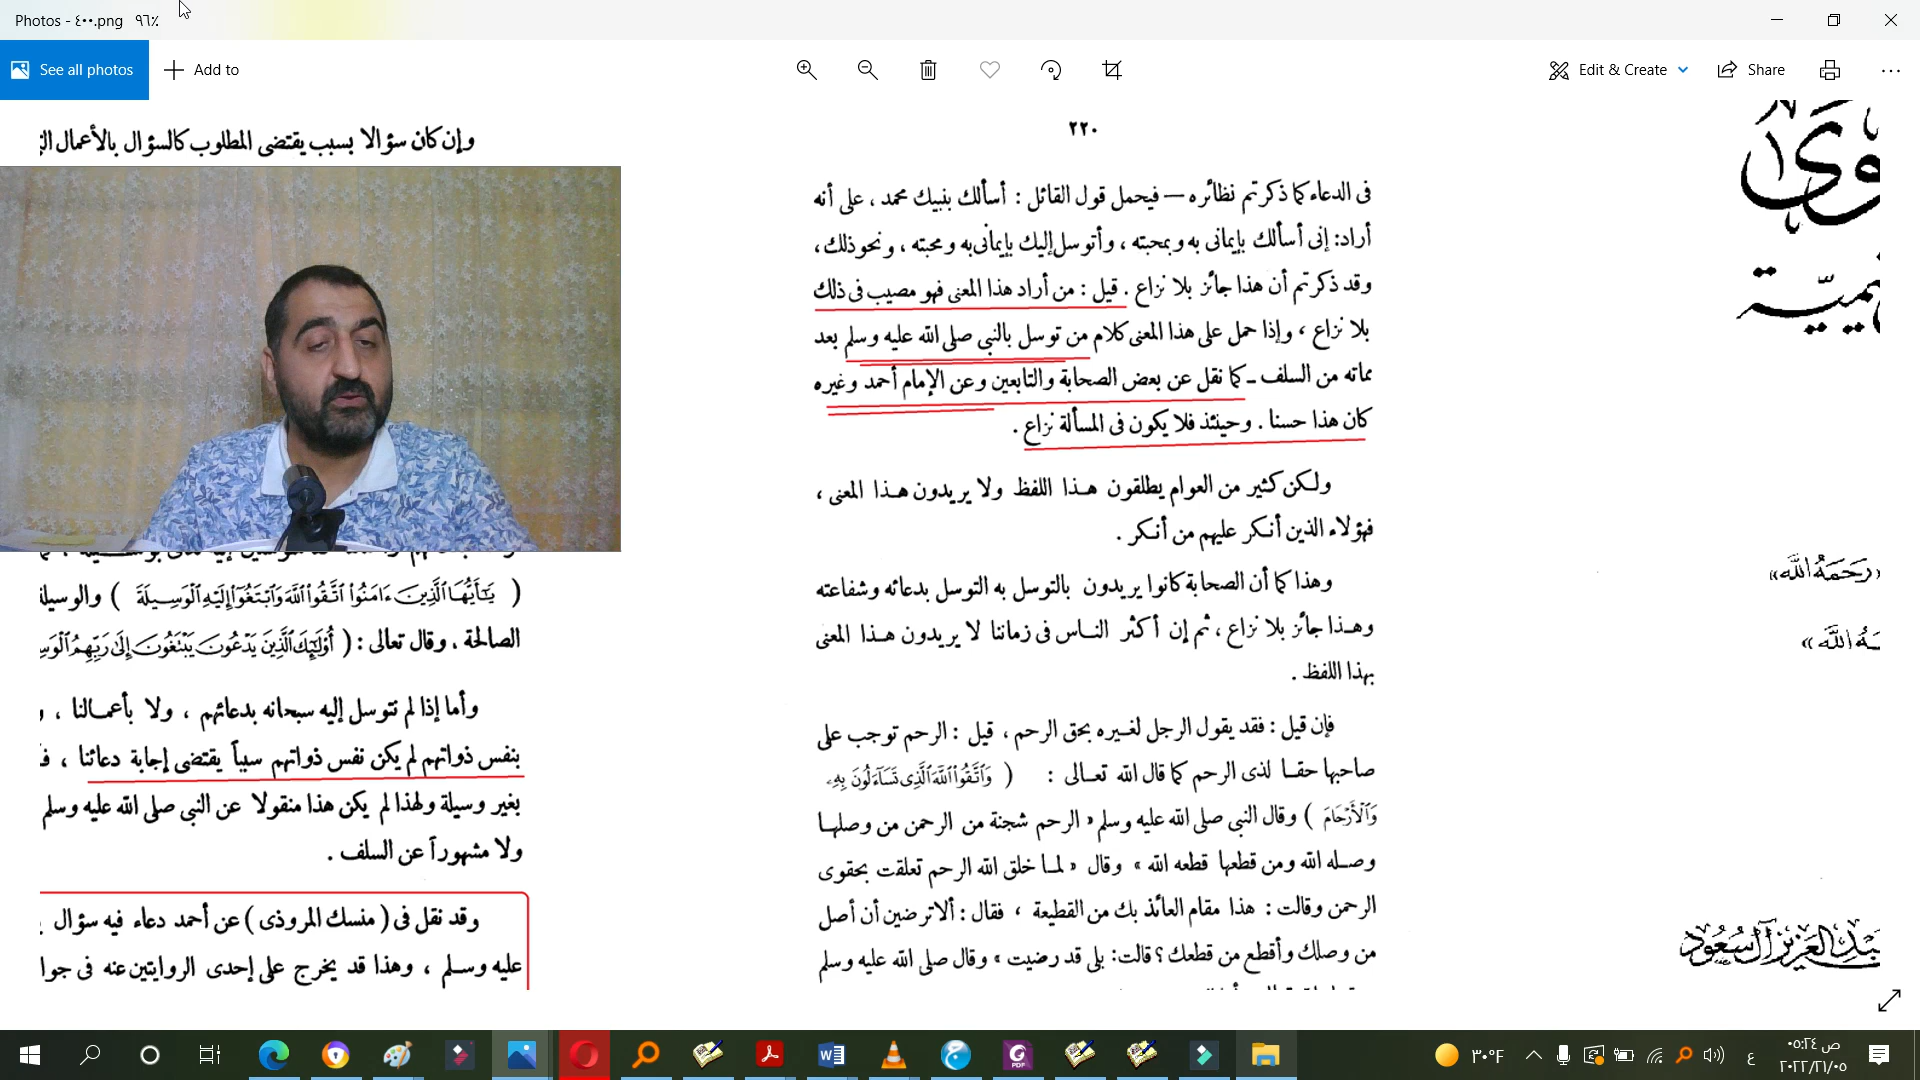 Photos - ٤٠٠.png ٩٦٪
See all photos
Add to
Edit & Create
Share
٢٢٠
فى الدعاء كما ذكرتم نظائره — فيحمل قول القائل : أسألك بنبيك محمد ، على أنه
أراد: إنى أسألك بإيمانى به وبمحبته ، وأتوسل إليك بإيمانى به ومحبته ، ونحو ذلك ،
وقد ذكرتم أن هذا جائز بلا نزاع . قيل : من أراد هذا المعنى فهو مصيب فى ذلك
بلا نزاع ، وإذا حمل على هذا المعنى كلام من توسل بالنبى صلى الله عليه وسلم بعد
مماته من السلف ـ كما نقل عن بعض الصحابة والتابعين وعن الإمام أحمد وغيره
كان هذا حسنا . وحينئذ فلا يكون فى المسألة نزاع .
ولكن كثير من العوام يطلقون هذا اللفظ ولا يريدون هذا المعنى ،
فهؤلاء الذين أنكر عليهم من أنكر .
وهذا كما أن الصحابة كانوا يريدون بالتوسل به التوسل بدعائه وشفاعته
وهذا جائز بلا نزاع ، ثم إن أكثر الناس فى زماننا لا يريدون هذا المعنى
بهذا اللفظ .
فإن قيل : فقد يقول الرجل لغيره بحق الرحم ، قيل : الرحم توجب على
صاحبها حقا لذى الرحم كما قال الله تعالى : ( وَاتَّقُوا اللَّهَ الَّذِي تَسَاءَلُونَ بِهِ
وَالْأَرْحَامَ ) وقال النبى صلى الله عليه وسلم « الرحم شجنة من الرحمن من وصلها
وصله الله ومن قطعها قطعه الله » وقال « لما خلق الله الرحم تعلقت بحقوى
الرحمن وقالت : هذا مقام العائذ بك من القطيعة ، فقال : ألا ترضين أن أصل
من وصلك وأقطع من قطعك ؟ قالت: بلى قد رضيت » وقال صلى الله عليه وسلم
وإن كان سؤالا بسبب يقتضى المطلوب كالسؤال بالأعمال
( يَا أَيُّهَا الَّذِينَ ءَامَنُوا اتَّقُوا اللَّهَ وَابْتَغُوا إِلَيْهِ الْوَسِيلَةَ ) والوسيلة
الصالحة ، وقال تعالى : ( أُولَئِكَ الَّذِينَ يَدْعُونَ يَبْتَغُونَ إِلَى رَبِّهِمُ
وأما إذا لم نتوسل إليه سبحانه بدعائهم ، ولا بأعمالنا ،
بنفس ذواتهم لم يكن نفس ذواتهم سبباً يقتضى إجابة دعائنا ،
بغير وسيلة ولهذا لم يكن هذا منقولا عن النبى صلى الله عليه وسلم
ولا مشهوراً عن السلف .
وقد نقل فى ( منسك المروذى ) عن أحمد دعاء فيه سؤال
عليه وسلم ، وهذا قد يخرج على إحدى الروايتين عنه فى
«رَحِمَهُ اللَّه»
ـهُ اللَّه»
العزيز آل سعود
٣٠°F
ع
ص ٠٥:٢٤
٢٠٢٢/٢١/٠٥